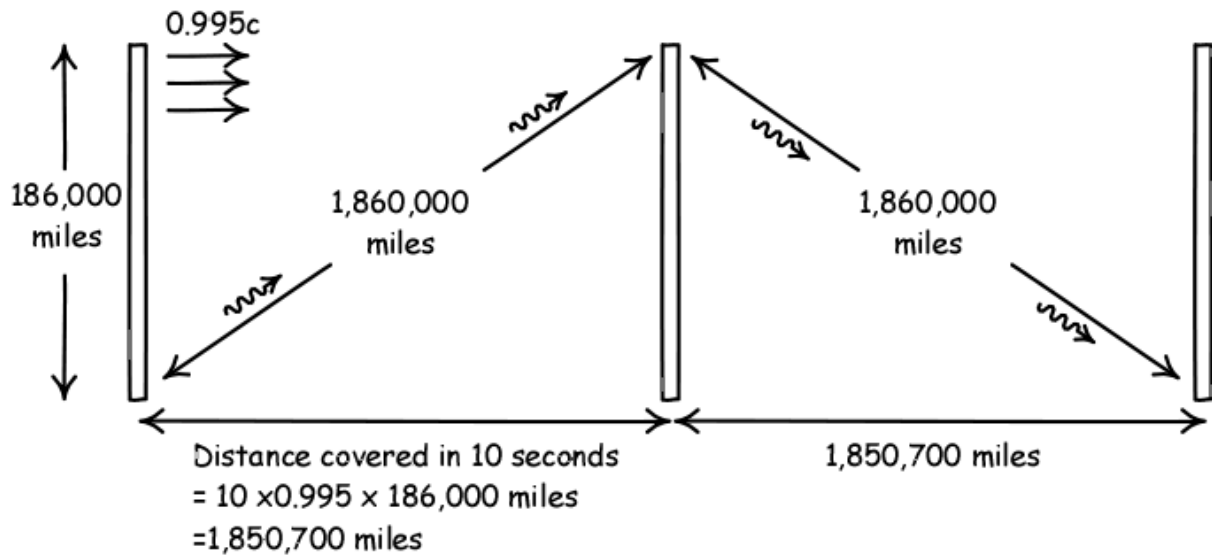 0.995c
186,000
miles
1,860,000
miles
1,860,000
miles
Distance covered in 10 seconds
= 10 x0.995 x 186,000 miles
=1,850,700 miles
1,850,700 miles